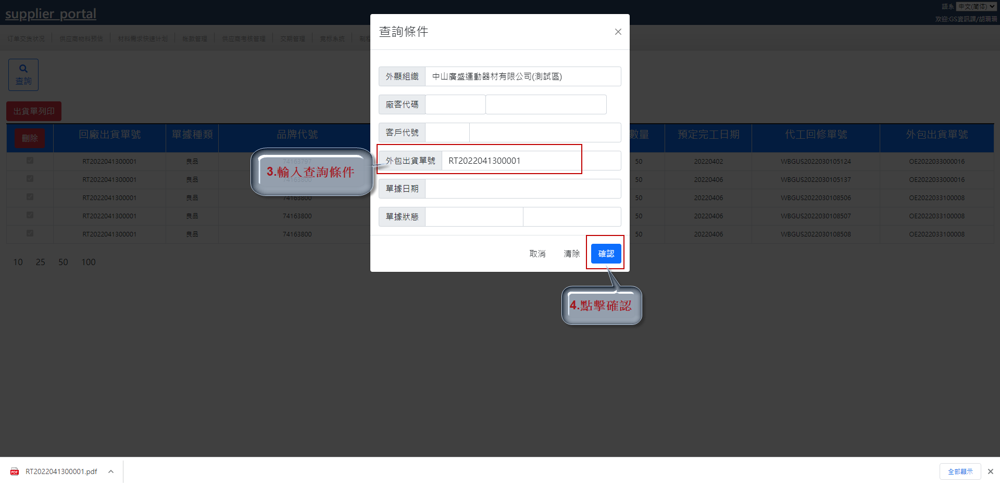 supplier_portal
語系 中文(简体)
欢迎:GS資訊課/胡珊珊
订单交货状况 供应商物料预估 材料需求快速计划 帐款管理 供应商考核管理 交期管理 竞标系统
查詢
出貨單列印
刪除 回廠出貨單號 單據種類 品牌代號 數量 預定完工日期 代工回修單號 外包出貨單號
RT2022041300001 良品 74163797 50 20220402 WBGUS2022030105124 OE2022033000016
RT2022041300001 良品 74163800 50 20220406 WBGUS2022030105137 OE2022033000016
RT2022041300001 良品 74163800 50 20220406 WBGUS2022030108506 OE2022033100008
RT2022041300001 良品 74163800 50 20220406 WBGUS2022030108507 OE2022033100008
RT2022041300001 良品 74163800 50 20220406 WBGUS2022030108508 OE2022033100008
10 25 50 100
查詢條件 ×
外顯組織 中山廣盛運動器材有限公司(測試區)
廠客代碼
客戶代號
外包出貨單號 RT2022041300001
單據日期
單據狀態
取消 清除 確認
3.輸入查詢條件
4.點擊確認
PDF RT2022041300001.pdf
全部顯示